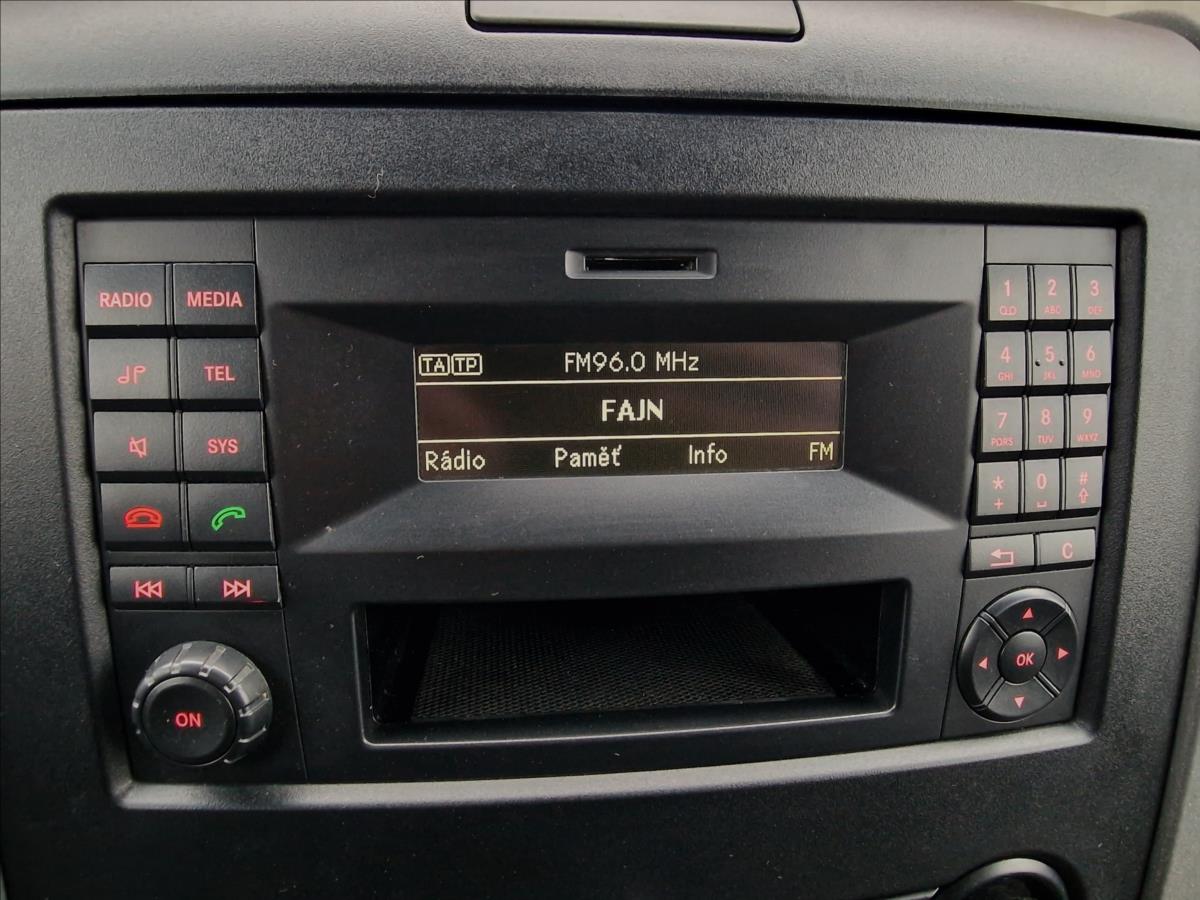 RADIO MEDIA
TEL
SYS
ON
TA TP FM96.0 MHz
FAJN
Rádio Paměť Info FM
1 2 3
ABC DEF
4 5 6
GHI JKL MNO
7 8 9
PQRS TUV WXYZ
* 0 #
+
C
OK